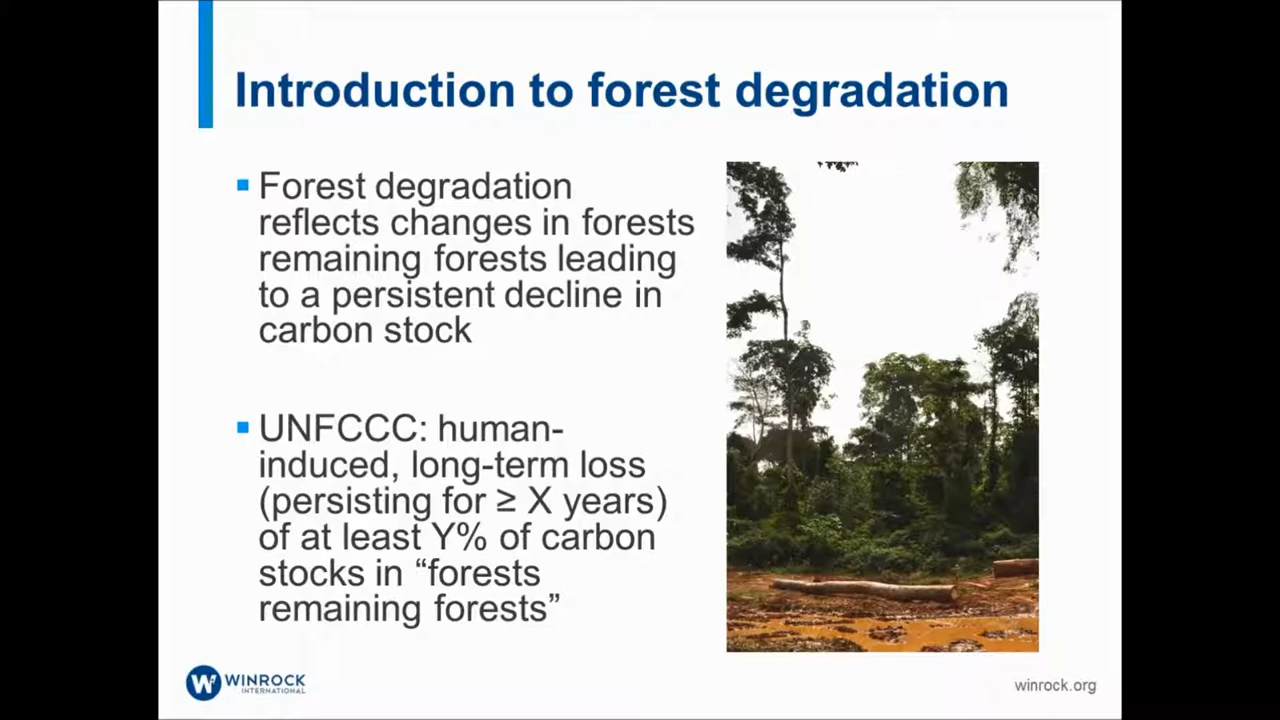 Introduction to forest degradation
▪ Forest degradation
reflects changes in forests
remaining forests leading
to a persistent decline in
carbon stock
▪ UNFCCC: human-
induced, long-term loss
(persisting for ≥ X years)
of at least Y% of carbon
stocks in “forests
remaining forests”
W WINROCK
INTERNATIONAL
winrock.org